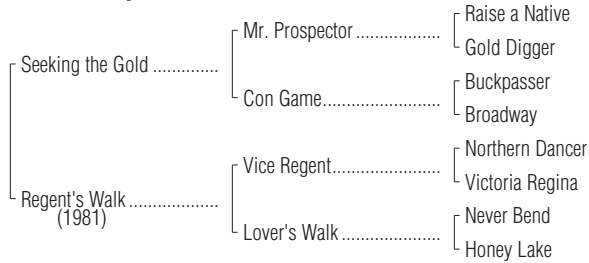 Raise a Native
Mr. Prospector ..................
Gold Digger
Seeking the Gold ..............
Buckpasser
Con Game.........................
Broadway
Northern Dancer
Vice Regent.......................
Victoria Regina
Regent's Walk ...................
(1981)
Never Bend
Lover's Walk .....................
Honey Lake